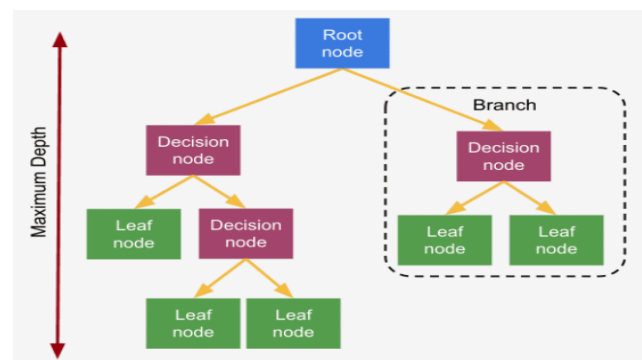 Root
node
Branch
Maximum Depth
Decision
node
Decision
node
Leaf
node
Decision
node
Leaf
node
Leaf
node
Leaf
node
Leaf
node